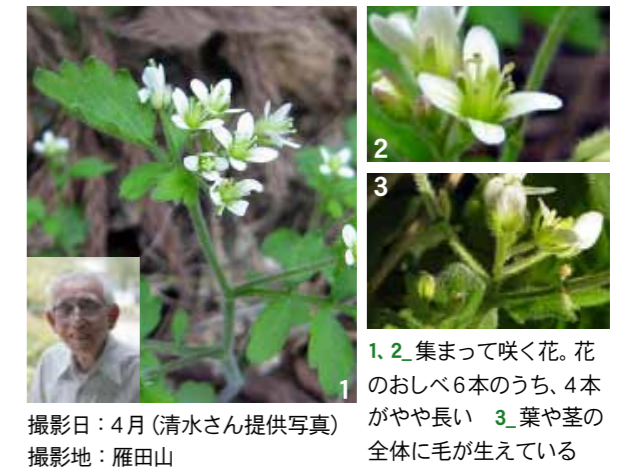 1
2
3
撮影日：4月（清水さん提供写真）
撮影地：雁田山
1、2_集まって咲く花。花
のおしべ6本のうち、4本
がやや長い　3_葉や茎の
全体に毛が生えている